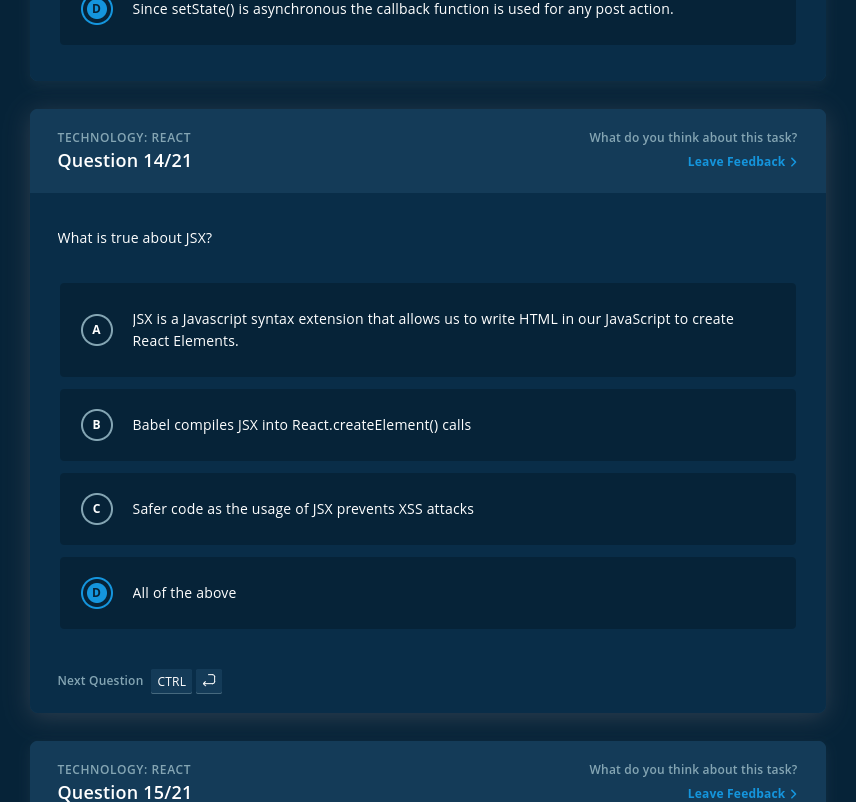 D Since setState() is asynchronous the callback function is used for any post action.
TECHNOLOGY: REACT What do you think about this task?
Question 14/21 Leave Feedback >
What is true about JSX?
A JSX is a Javascript syntax extension that allows us to write HTML in our JavaScript to create
React Elements.
B Babel compiles JSX into React.createElement() calls
C Safer code as the usage of JSX prevents XSS attacks
D All of the above
Next Question CTRL
TECHNOLOGY: REACT What do you think about this task?
Question 15/21 Leave Feedback >